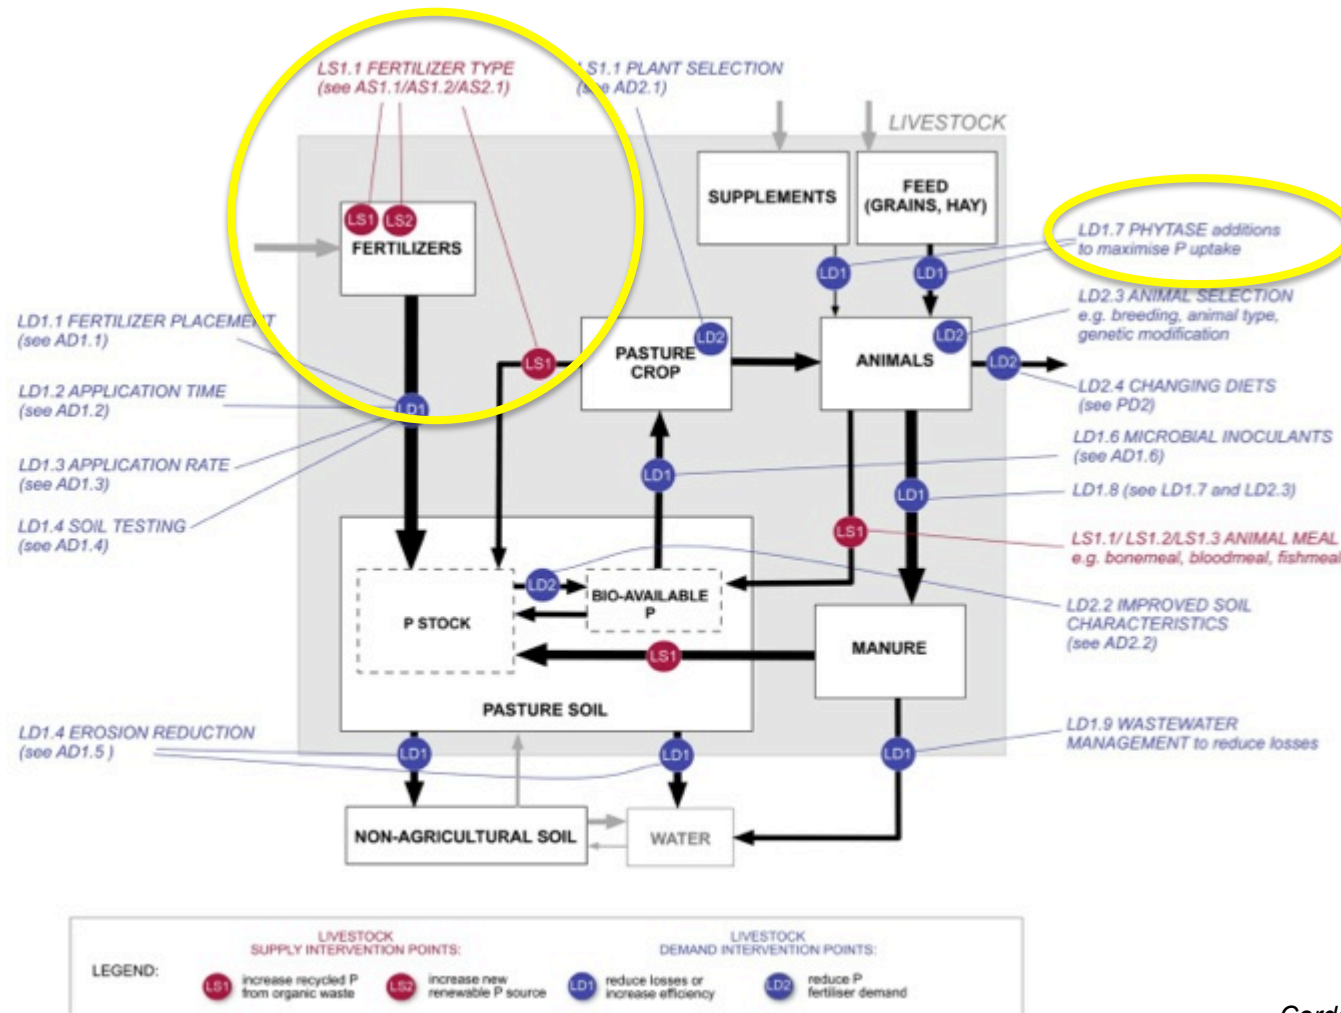 LS1.1 FERTILIZER TYPE
(see AS1.1/AS1.2/AS2.1)
LS1.1 PLANT SELECTION
(see AD2.1)
LIVESTOCK
SUPPLEMENTS
FEED
(GRAINS, HAY)
LS1 LS2
FERTILIZERS
LD1
LD1
LD1.7 PHYTASE additions
to maximise P uptake
LD2.3 ANIMAL SELECTION
e.g. breeding, animal type,
genetic modification
LD1.1 FERTILIZER PLACEMENT
(see AD1.1)
LS1
PASTURE
CROP
LD2
ANIMALS
LD2
LD2
LD2.4 CHANGING DIETS
(see PD2)
LD1.2 APPLICATION TIME
(see AD1.2)
LD1
LD1.6 MICROBIAL INOCULANTS
(see AD1.6)
LD1.3 APPLICATION RATE
(see AD1.3)
LD1
LD1
LD1.8 (see LD1.7 and LD2.3)
LD1.4 SOIL TESTING
(see AD1.4)
LS1
LS1.1/ LS1.2/LS1.3 ANIMAL MEAL
e.g. bonemeal, bloodmeal, fishmeal
P STOCK
LD2
BIO-AVAILABLE
P
LD2.2 IMPROVED SOIL
CHARACTERISTICS
(see AD2.2)
LS1
MANURE
PASTURE SOIL
LD1.4 EROSION REDUCTION
(see AD1.5 )
LD1
LD1
LD1
LD1.9 WASTEWATER
MANAGEMENT to reduce losses
NON-AGRICULTURAL SOIL
WATER
LEGEND:
LIVESTOCK
SUPPLY INTERVENTION POINTS:
LS1 increase recycled P
from organic waste
LS2 increase new
renewable P source
LIVESTOCK
DEMAND INTERVENTION POINTS:
LD1 reduce losses or
increase efficiency
LD2 reduce P
fertiliser demand